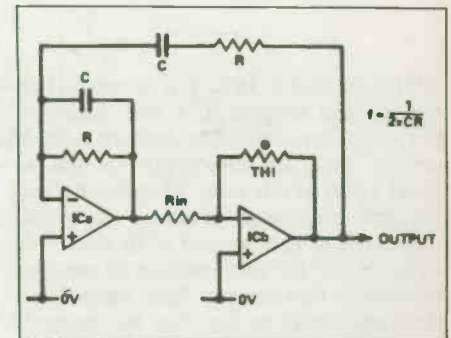 C
R
C
R
f = 1/2πCR
θ
TH1
Rin
−
ICa
+
−
ICb
+
OUTPUT
0V
0V